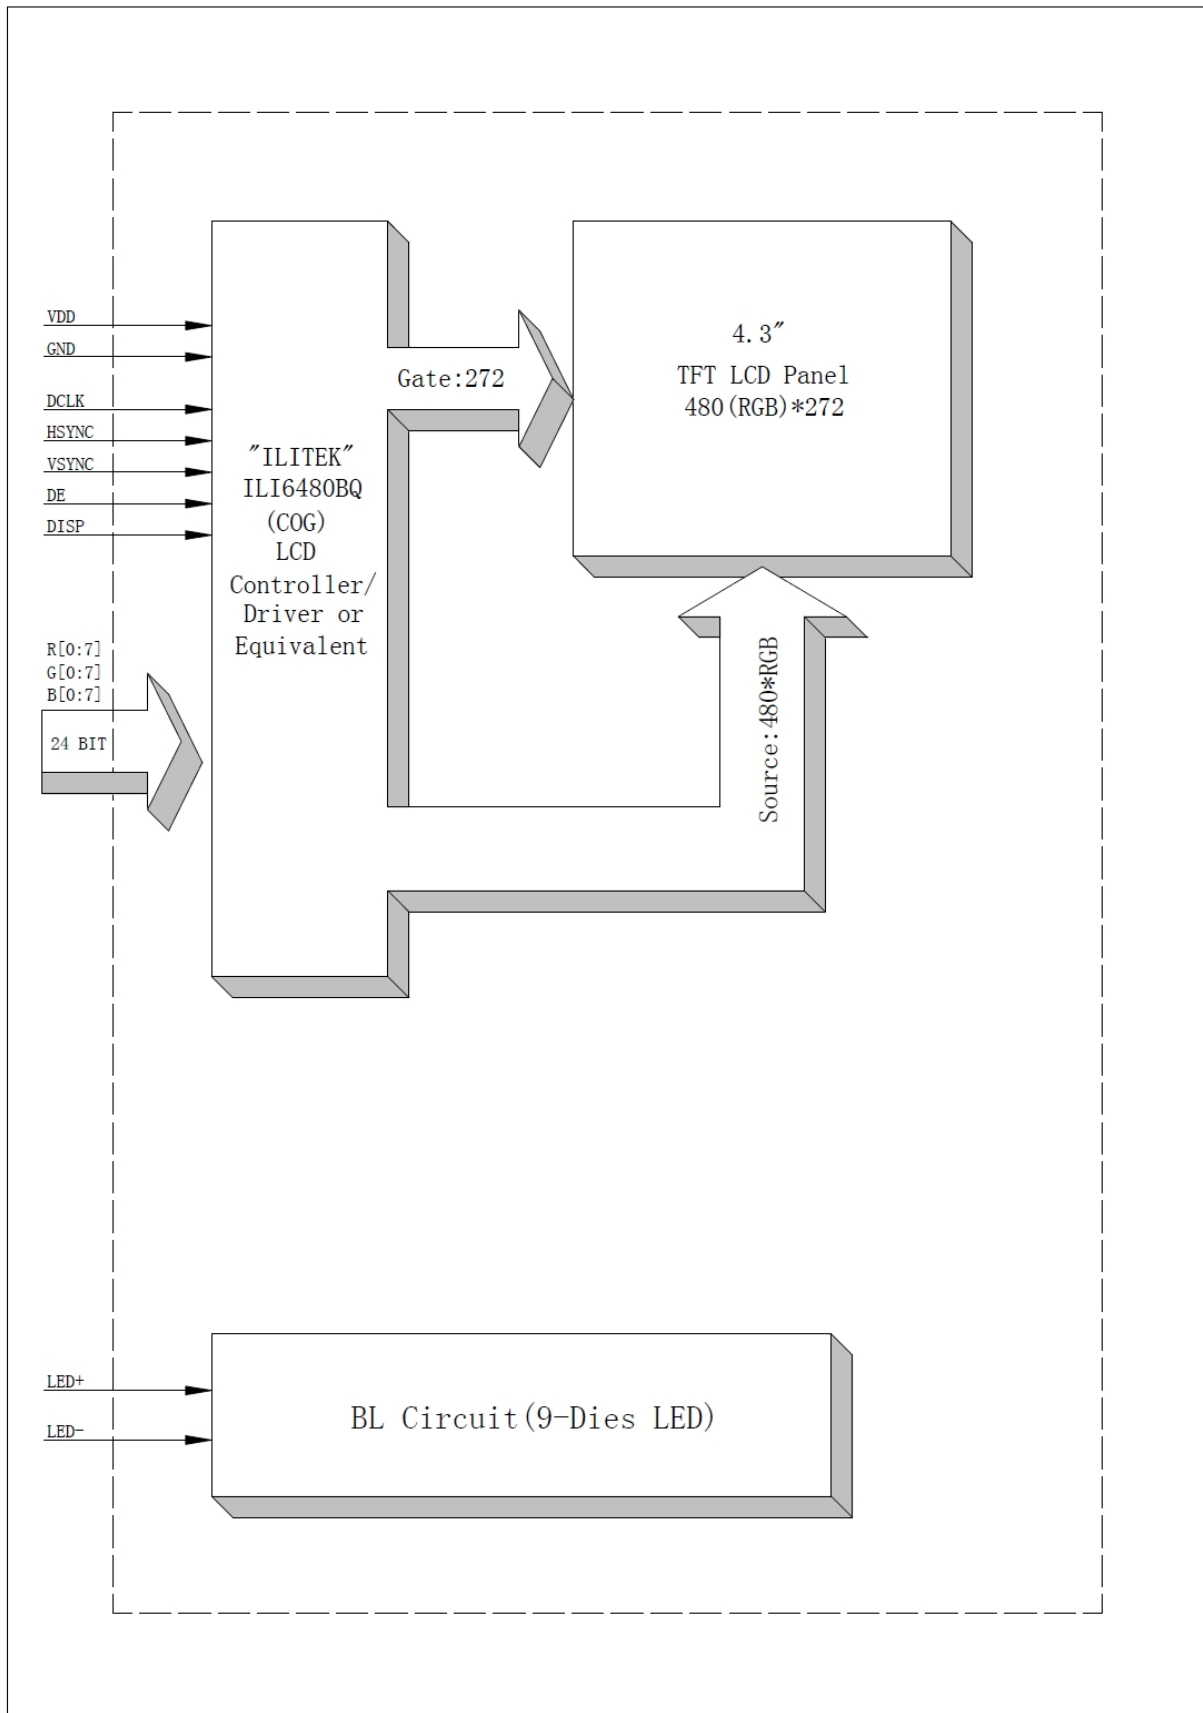 VDD
GND
DCLK
HSYNC
VSYNC
DE
DISP
R[0:7]
G[0:7]
B[0:7]
24 BIT
"ILITEK"
ILI6480BQ
(COG)
LCD
Controller/
Driver or
Equivalent
Gate:272
4.3"
TFT LCD Panel
480(RGB)*272
Source:480*RGB
LED+
LED-
BL Circuit(9-Dies LED)